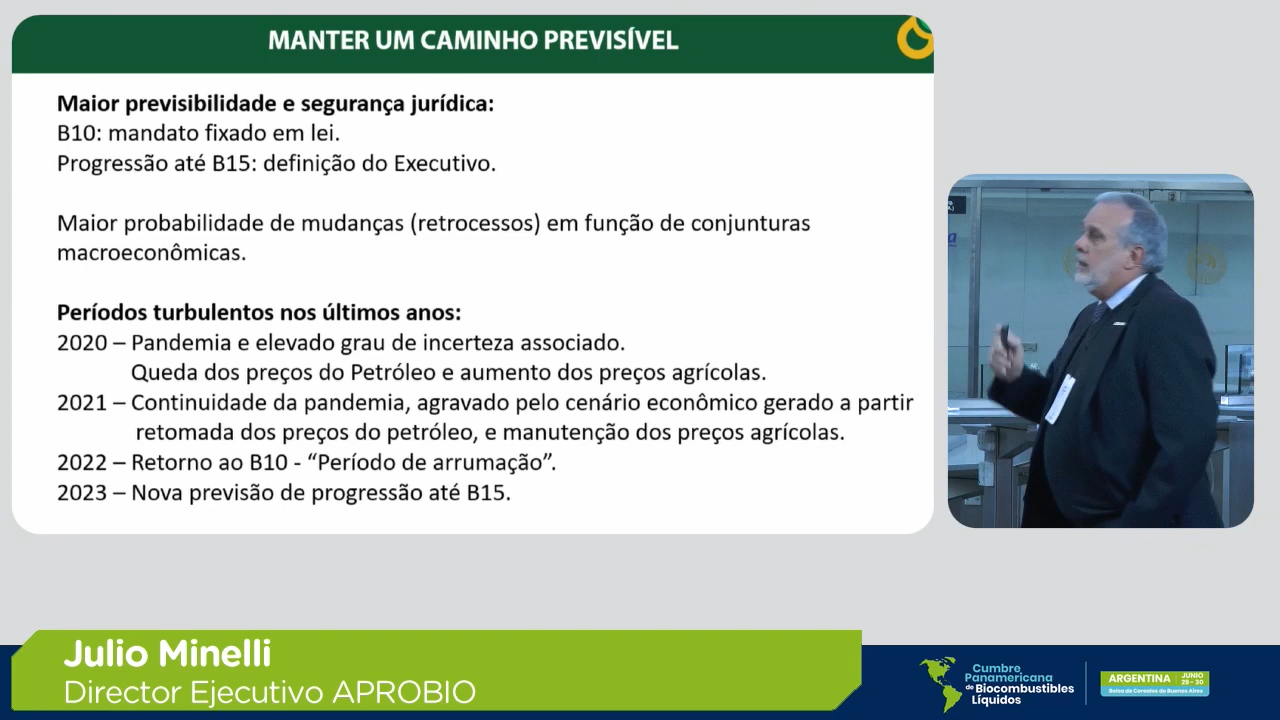 MANTER UM CAMINHO PREVISÍVEL
Maior previsibilidade e segurança jurídica:
B10: mandato fixado em lei.
Progressão até B15: definição do Executivo.
Maior probabilidade de mudanças (retrocessos) em função de conjunturas
macroeconômicas.
Períodos turbulentos nos últimos anos:
2020 – Pandemia e elevado grau de incerteza associado.
Queda dos preços do Petróleo e aumento dos preços agrícolas.
2021 – Continuidade da pandemia, agravado pelo cenário econômico gerado a partir
retomada dos preços do petróleo, e manutenção dos preços agrícolas.
2022 – Retorno ao B10 - “Período de arrumação”.
2023 – Nova previsão de progressão até B15.
Julio Minelli
Director Ejecutivo APROBIO
Cumbre
Panamericana
de Biocombustibles
Líquidos
ARGENTINA
JUNIO
29 - 30
Bolsa de Cereales de Buenos Aires